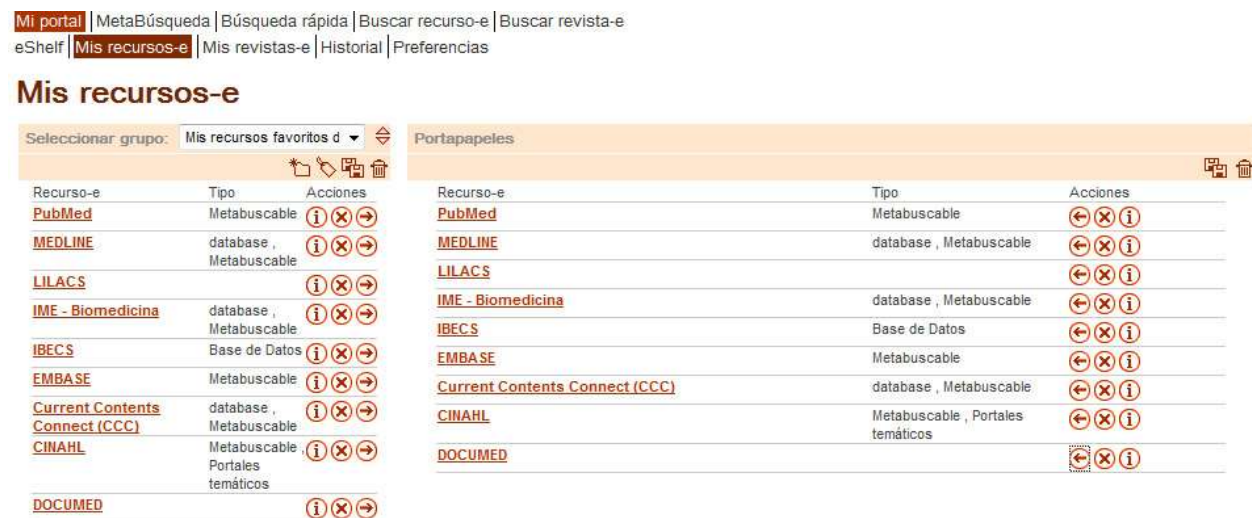 Mi portal | MetaBúsqueda | Búsqueda rápida | Buscar recurso-e | Buscar revista-e
eShelf | Mis recursos-e | Mis revistas-e | Historial | Preferencias
Mis recursos-e
Seleccionar grupo: Mis recursos favoritos d
Recurso-e Tipo Acciones
PubMed Metabuscable
MEDLINE database ,
Metabuscable
LILACS
IME - Biomedicina database ,
Metabuscable
IBECS Base de Datos
EMBASE Metabuscable
Current Contents database ,
Connect (CCC) Metabuscable
CINAHL Metabuscable ,
Portales
temáticos
DOCUMED
Portapapeles
Recurso-e Tipo Acciones
PubMed Metabuscable
MEDLINE database , Metabuscable
LILACS
IME - Biomedicina database , Metabuscable
IBECS Base de Datos
EMBASE Metabuscable
Current Contents Connect (CCC) database , Metabuscable
CINAHL Metabuscable , Portales
temáticos
DOCUMED